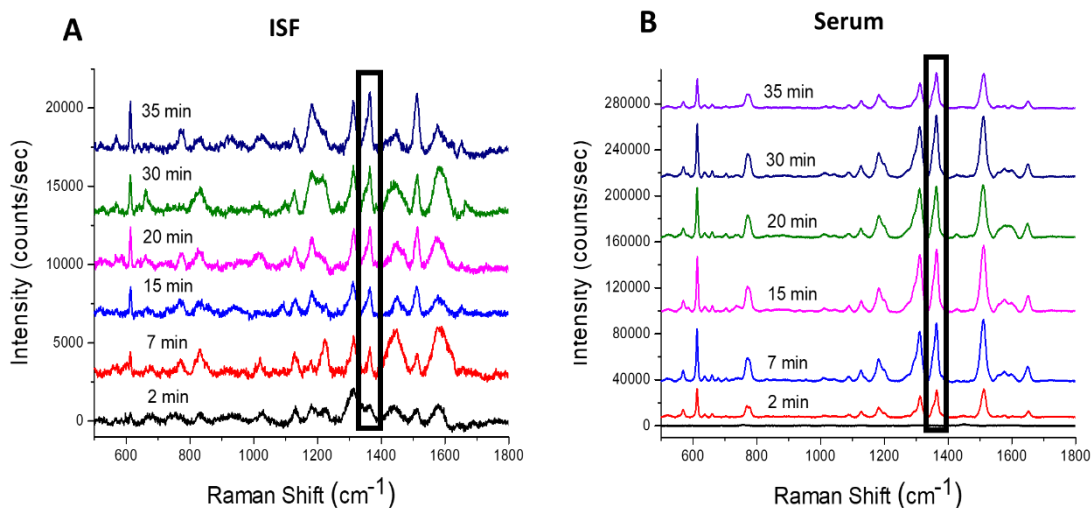 A
ISF
Intensity (counts/sec)
20000
15000
10000
5000
0
35 min
30 min
20 min
15 min
7 min
2 min
600 800 1000 1200 1400 1600 1800
Raman Shift (cm⁻¹)
B
Serum
Intensity (counts/sec)
280000
240000
200000
160000
120000
80000
40000
0
35 min
30 min
20 min
15 min
7 min
2 min
600 800 1000 1200 1400 1600 1800
Raman Shift (cm⁻¹)